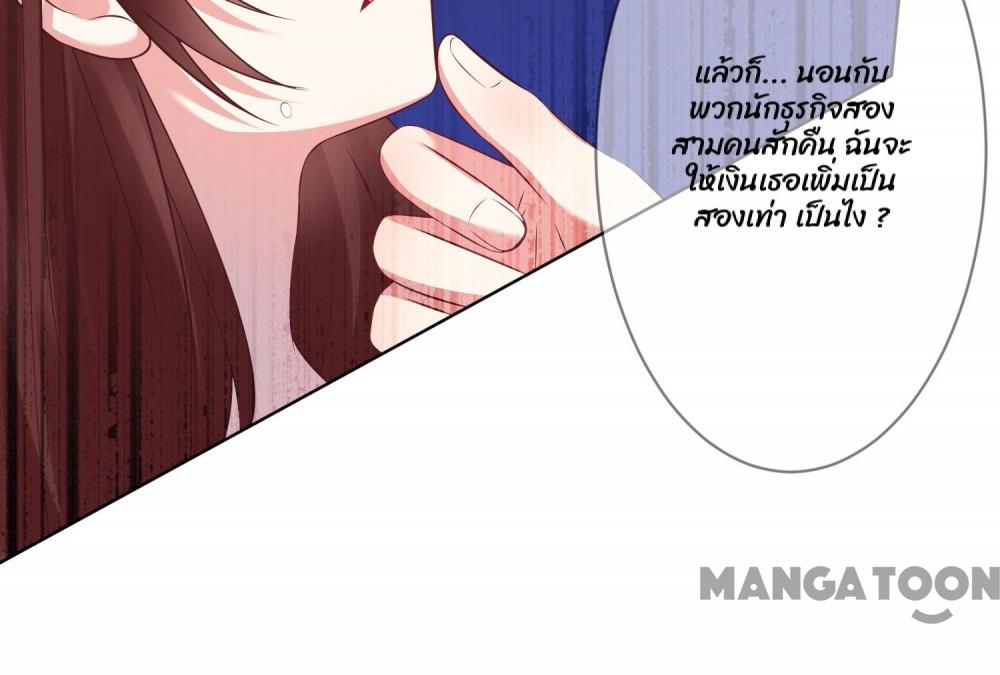 แล้วก็... นอนกับ
พวกนักธุรกิจสอง
สามคนสักคืน ฉันจะ
ให้เงินเธอเพิ่มเป็น
สองเท่า เป็นไง ?
MANGATOON